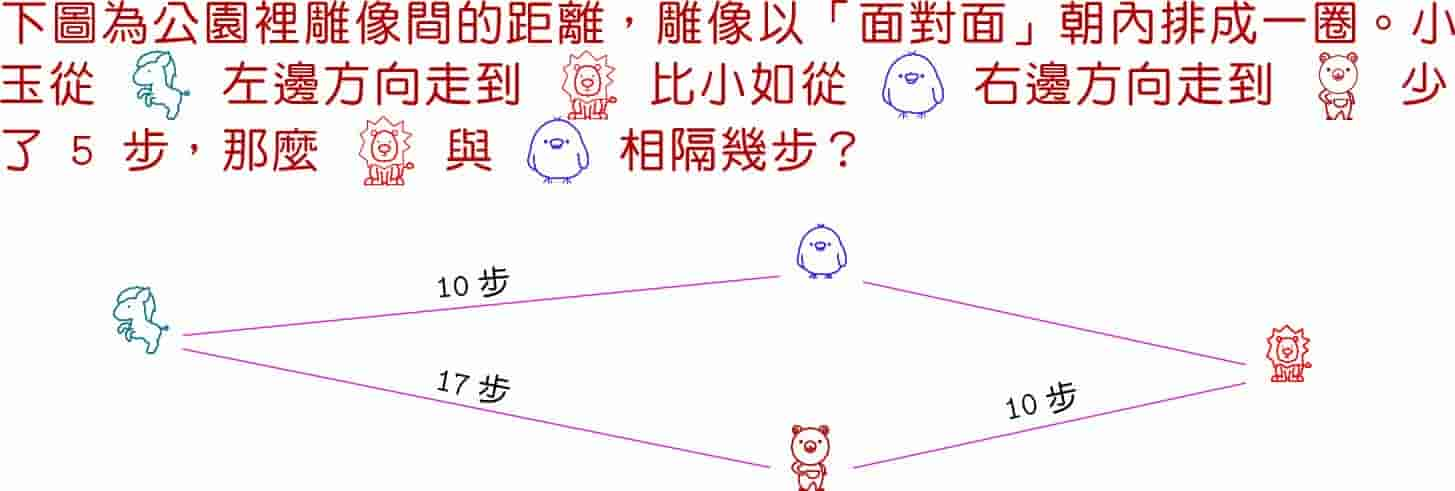 下圖為公園裡雕像間的距離，雕像以「面對面」朝內排成一圈。小
玉從 左邊方向走到 比小如從 右邊方向走到 少
了 5 步，那麼 與 相隔幾步？
10 步
17 步
10 步